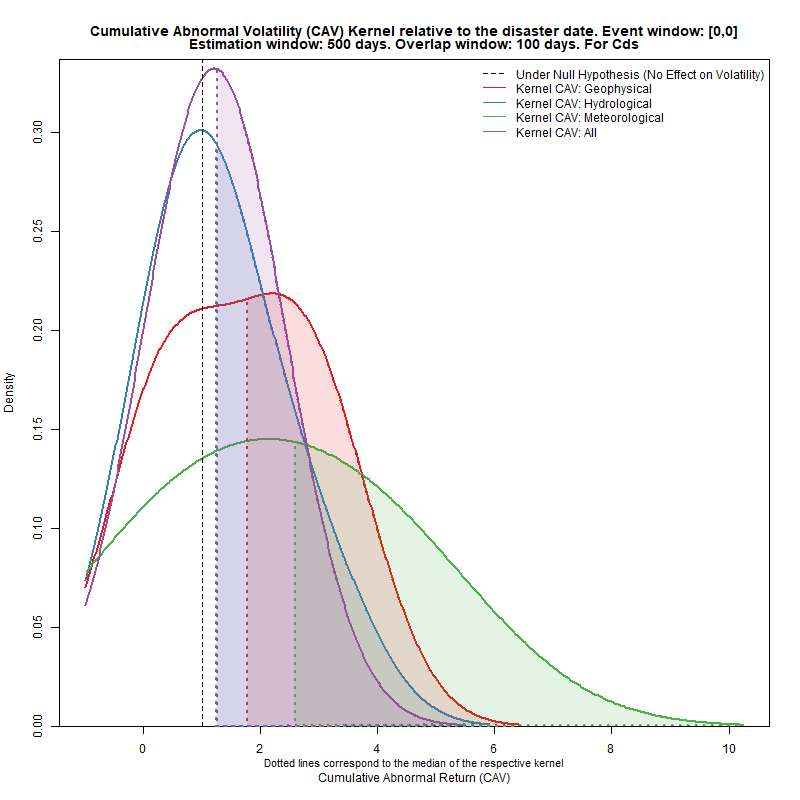 Cumulative Abnormal Volatility (CAV) Kernel relative to the disaster date. Event window: [0,0]
Estimation window: 500 days. Overlap window: 100 days. For Cds
Under Null Hypothesis (No Effect on Volatility)
Kernel CAV: Geophysical
Kernel CAV: Hydrological
Kernel CAV: Meteorological
Kernel CAV: All
Density
0.30
0.25
0.20
0.15
0.10
0.05
0.00
0 2 4 6 8 10
Dotted lines correspond to the median of the respective kernel
Cumulative Abnormal Return (CAV)